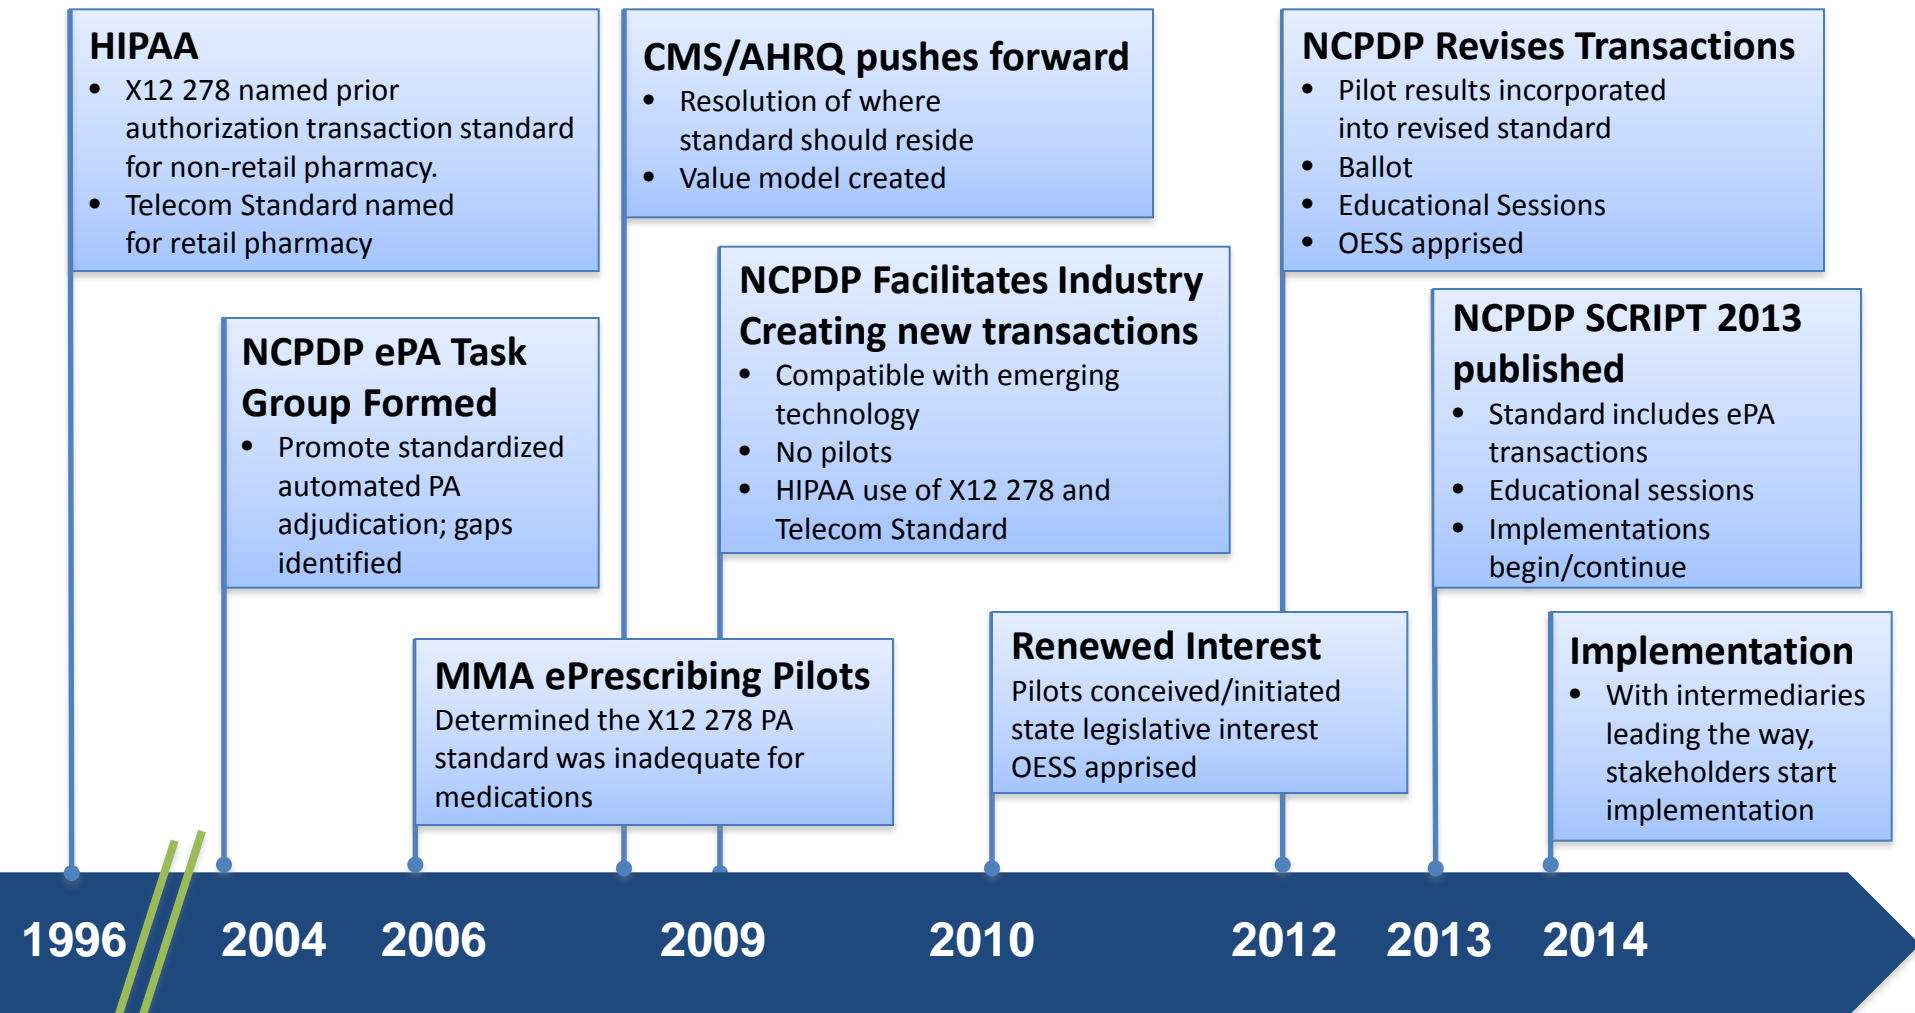 HIPAA
• X12 278 named prior
authorization transaction standard
for non-retail pharmacy.
• Telecom Standard named
for retail pharmacy
NCPDP ePA Task
Group Formed
• Promote standardized
automated PA
adjudication; gaps
identified
MMA ePrescribing Pilots
Determined the X12 278 PA
standard was inadequate for
medications
CMS/AHRQ pushes forward
• Resolution of where
standard should reside
• Value model created
NCPDP Facilitates Industry
Creating new transactions
• Compatible with emerging
technology
• No pilots
• HIPAA use of X12 278 and
Telecom Standard
Renewed Interest
Pilots conceived/initiated
state legislative interest
OESS apprised
NCPDP Revises Transactions
• Pilot results incorporated
into revised standard
• Ballot
• Educational Sessions
• OESS apprised
NCPDP SCRIPT 2013
published
• Standard includes ePA
transactions
• Educational sessions
• Implementations
begin/continue
Implementation
• With intermediaries
leading the way,
stakeholders start
implementation
1996 2004 2006 2009 2010 2012 2013 2014